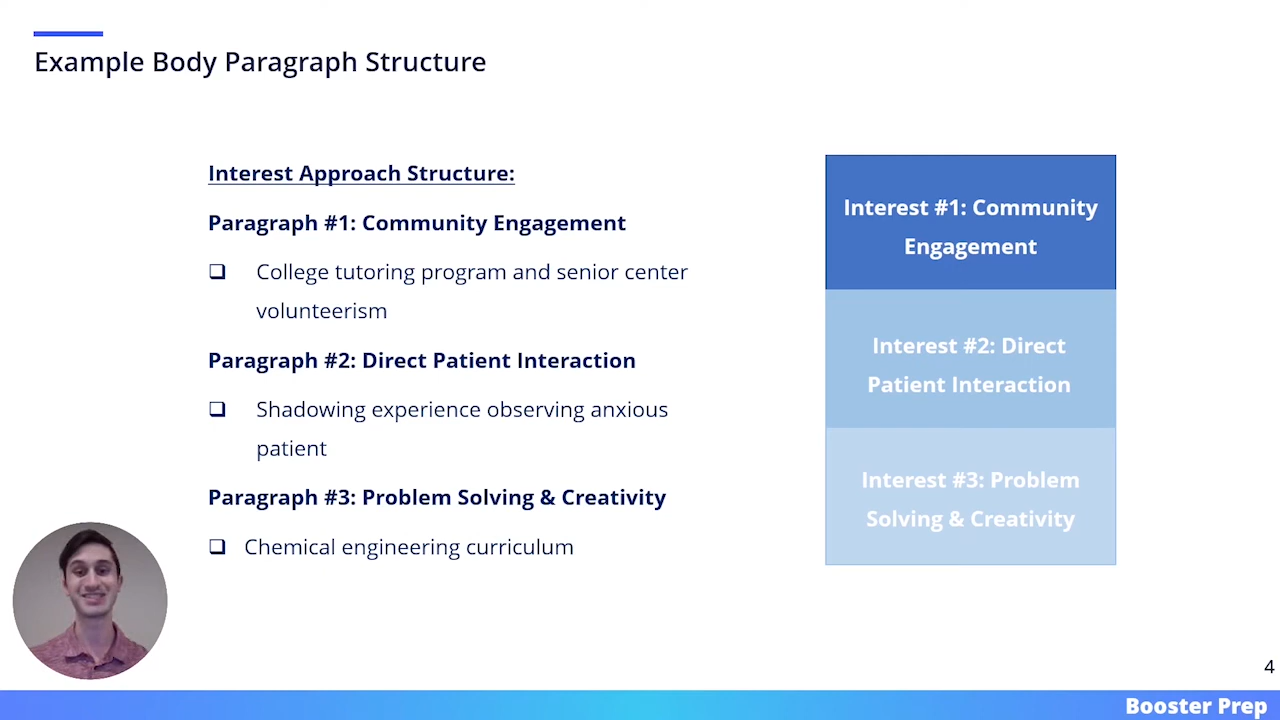 Example Body Paragraph Structure
Interest Approach Structure:
Paragraph #1: Community Engagement
College tutoring program and senior center
volunteerism
Paragraph #2: Direct Patient Interaction
Shadowing experience observing anxious
patient
Paragraph #3: Problem Solving & Creativity
Chemical engineering curriculum
Interest #1: Community
Engagement
Interest #2: Direct
Patient Interaction
Interest #3: Problem
Solving & Creativity
4
Booster Prep